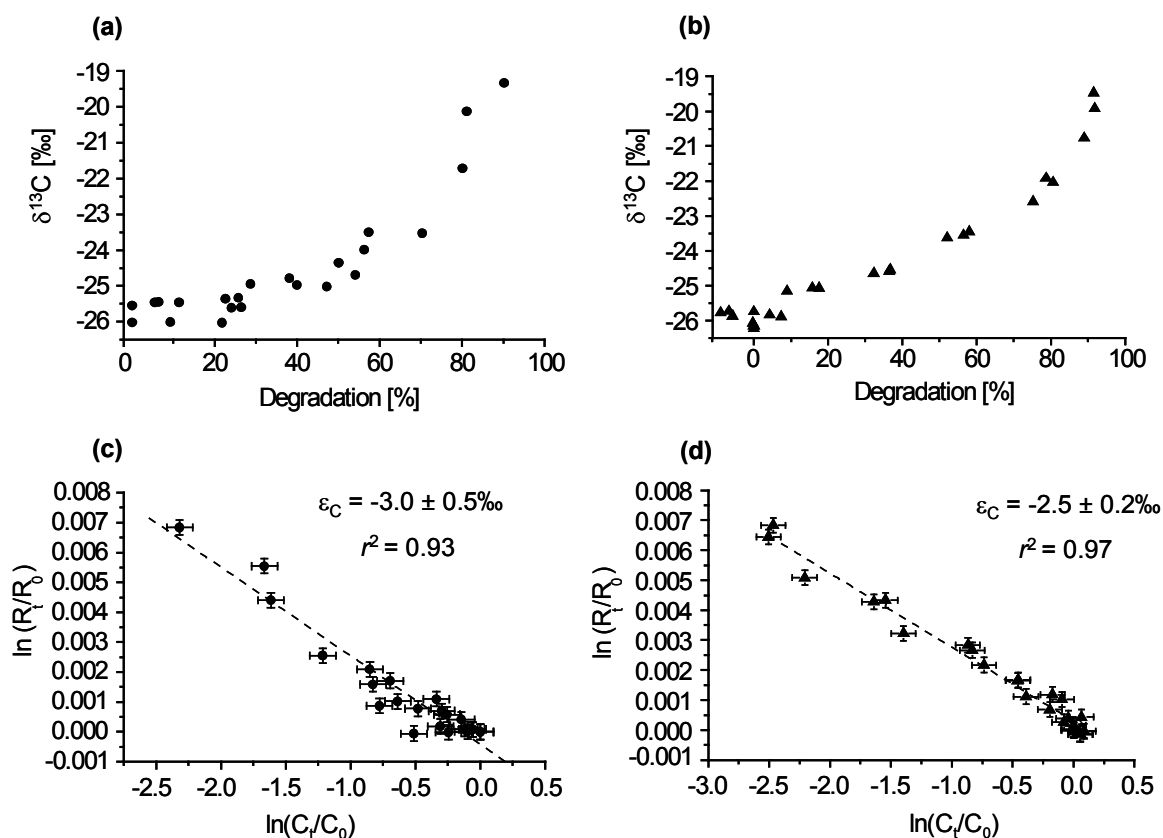 (a)
-19
-20
-21
-22
-23
-24
-25
-26
δ¹³C [‰]
0 20 40 60 80 100
Degradation [%]
(b)
-19
-20
-21
-22
-23
-24
-25
-26
δ¹³C [‰]
0 20 40 60 80 100
Degradation [%]
(c)
0.008
0.007
0.006
0.005
0.004
0.003
0.002
0.001
0.000
-0.001
ln (Rₜ/R₀)
ε_C = -3.0 ± 0.5‰
r² = 0.93
-2.5 -2.0 -1.5 -1.0 -0.5 0.0
ln(Cₜ/C₀)
(d)
0.008
0.007
0.006
0.005
0.004
0.003
0.002
0.001
0.000
-0.001
ln (Rₜ/R₀)
ε_C = -2.5 ± 0.2‰
r² = 0.97
-3.0 -2.5 -2.0 -1.5 -1.0 -0.5 0.0
ln(Cₜ/C₀)